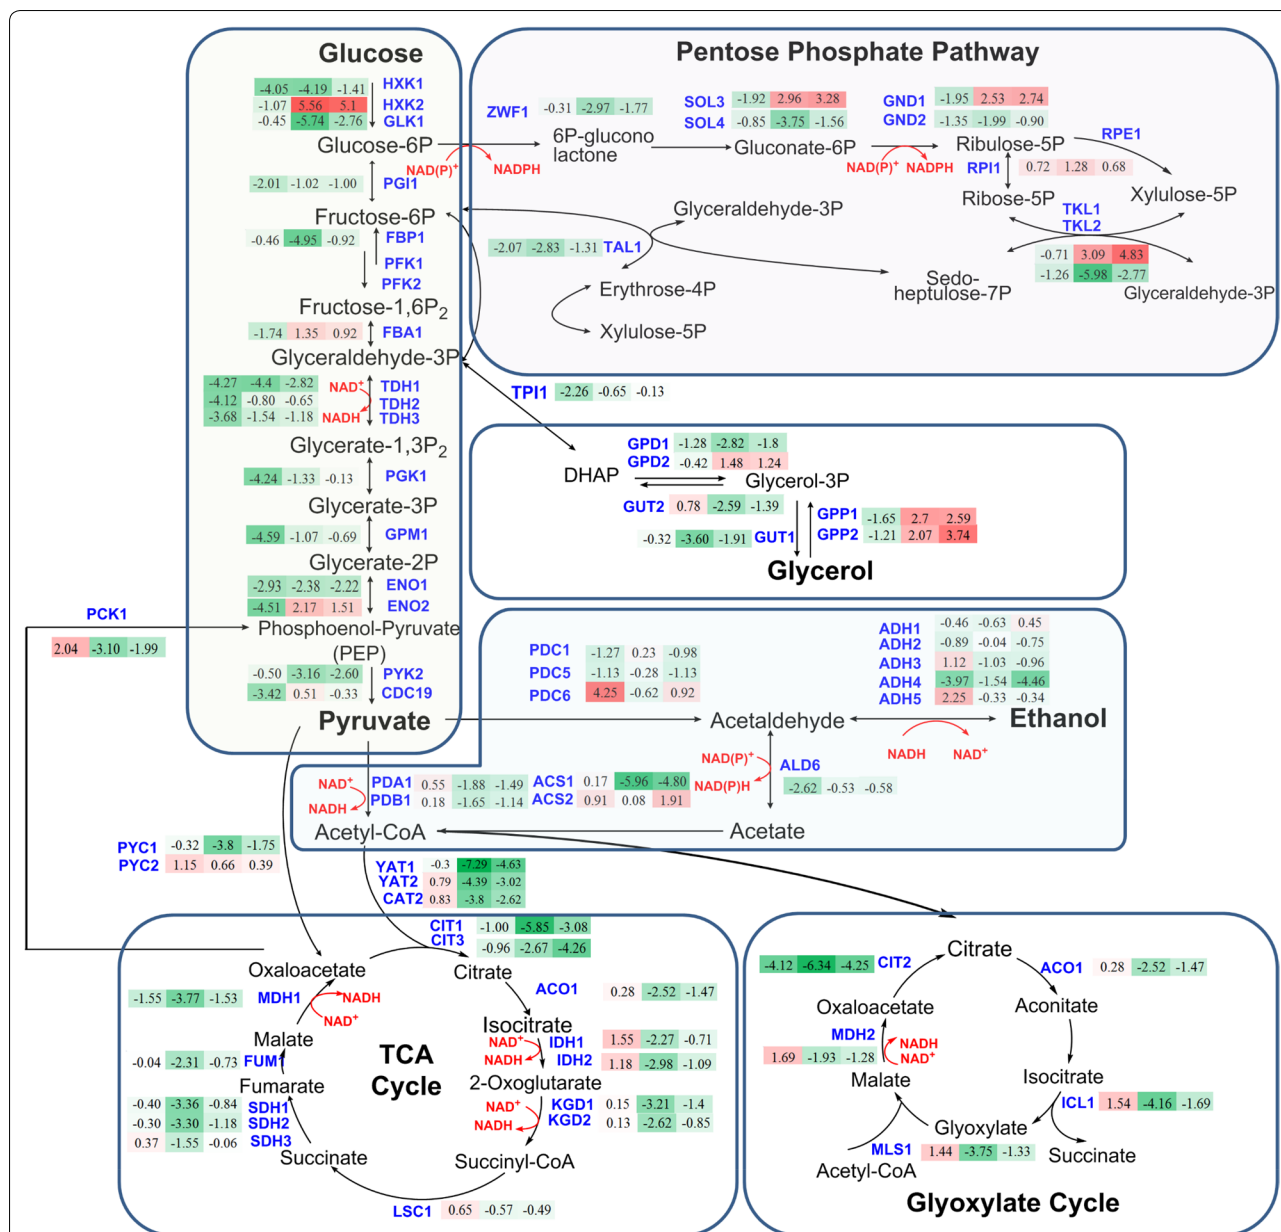 Glucose
-4.05 -4.19 -1.41 HXK1
-1.07 5.56 5.1 HXK2
-0.45 -5.74 -2.76 GLK1
Glucose-6P
NAD(P)+ NADPH
-2.01 -1.02 -1.00 PGI1
Fructose-6P
-0.46 -4.95 -0.92 FBP1
PFK1
PFK2
Fructose-1,6P2
-1.74 1.35 0.92 FBA1
Glyceraldehyde-3P
-4.27 -4.4 -2.82 NAD+ TDH1
-4.12 -0.80 -0.65 TDH2
-3.68 -1.54 -1.18 NADH TDH3
Glycerate-1,3P2
-4.24 -1.33 -0.13 PGK1
Glycerate-3P
-4.59 -1.07 -0.69 GPM1
Glycerate-2P
-2.93 -2.38 -2.22 ENO1
-4.51 2.17 1.51 ENO2
PCK1
2.04 -3.10 -1.99
Phosphoenol-Pyruvate
(PEP)
-0.50 -3.16 -2.60 PYK2
-3.42 0.51 -0.33 CDC19
Pyruvate
Pentose Phosphate Pathway
ZWF1 -0.31 -2.97 -1.77
6P-glucono
lactone
SOL3 -1.92 2.96 3.28
SOL4 -0.85 -3.75 -1.56
Gluconate-6P
GND1 -1.95 2.53 2.74
GND2 -1.35 -1.99 -0.90
NAD(P)+ NADPH
Ribulose-5P
RPE1
RPI1 0.72 1.28 0.68
Ribose-5P
Xylulose-5P
TKL1
TKL2
-0.71 3.09 4.83
-1.26 -5.98 -2.77
Glyceraldehyde-3P
-2.07 -2.83 -1.31 TAL1
Erythrose-4P
Xylulose-5P
Sedo-
heptulose-7P
Glyceraldehyde-3P
TPI1 -2.26 -0.65 -0.13
GPD1 -1.28 -2.82 -1.8
GPD2 -0.42 1.48 1.24
DHAP
Glycerol-3P
GUT2 0.78 -2.59 -1.39
-0.32 -3.60 -1.91 GUT1
GPP1 -1.65 2.7 2.59
GPP2 -1.21 2.07 3.74
Glycerol
PDC1 -1.27 0.23 -0.98
PDC5 -1.13 -0.28 -1.13
PDC6 4.25 -0.62 0.92
ADH1 -0.46 -0.63 0.45
ADH2 -0.89 -0.04 -0.75
ADH3 1.12 -1.03 -0.96
ADH4 -3.97 -1.54 -4.46
ADH5 2.25 -0.33 -0.34
Acetaldehyde
Ethanol
NADH NAD+
NAD(P)+
NAD(P)H
ALD6
-2.62 -0.53 -0.58
NAD+
NADH
PDA1 0.55 -1.88 -1.49
PDB1 0.18 -1.65 -1.14
ACS1 0.17 -5.96 -4.80
ACS2 0.91 0.08 1.91
Acetyl-CoA
Acetate
PYC1 -0.32 -3.8 -1.75
PYC2 1.15 0.66 0.39
YAT1 -0.3 -7.29 -4.63
YAT2 0.79 -4.39 -3.02
CAT2 0.83 -3.8 -2.62
CIT1 -1.00 -5.85 -3.08
CIT3 -0.96 -2.67 -4.26
Oxaloacetate
Citrate
-1.55 -3.77 -1.53 MDH1
NADH
NAD+
ACO1 0.28 -2.52 -1.47
Isocitrate
Malate
NAD+
NADH
IDH1 1.55 -2.27 -0.71
IDH2 1.18 -2.98 -1.09
TCA
Cycle
-0.04 -2.31 -0.73 FUM1
Fumarate
2-Oxoglutarate
-0.40 -3.36 -0.84 SDH1
-0.30 -3.30 -1.18 SDH2
0.37 -1.55 -0.06 SDH3
NAD+
NADH
KGD1 0.15 -3.21 -1.4
KGD2 0.13 -2.62 -0.85
Succinate
Succinyl-CoA
LSC1 0.65 -0.57 -0.49
-4.12 -6.34 -4.25 CIT2
Citrate
ACO1 0.28 -2.52 -1.47
Oxaloacetate
Aconitate
MDH2
1.69 -1.93 -1.28
NADH
NAD+
Malate
Isocitrate
ICL1 1.54 -4.16 -1.69
Glyoxylate
MLS1 1.44 -3.75 -1.33
Acetyl-CoA
Succinate
Glyoxylate Cycle